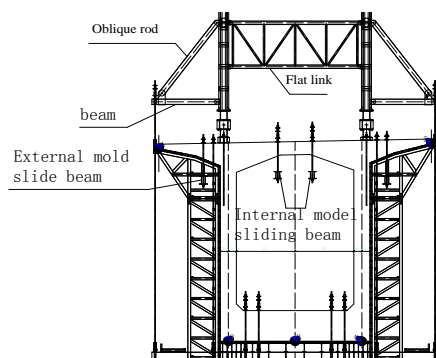 Oblique rod
Flat link
beam
External mold
slide beam
Internal model
sliding beam